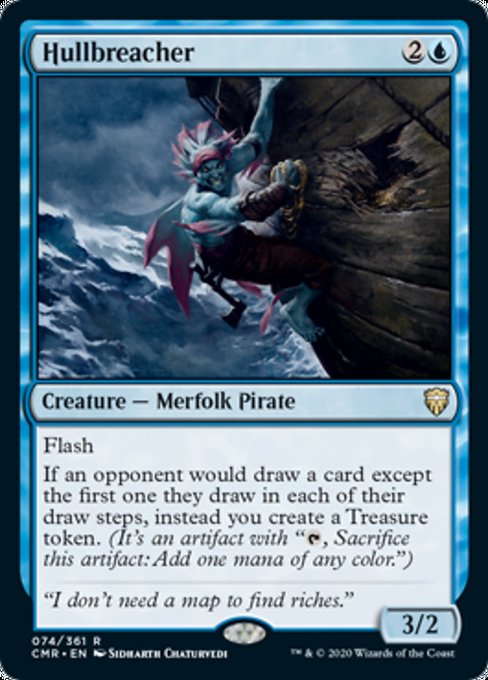 Hullbreacher 2
Creature — Merfolk Pirate
Flash
If an opponent would draw a card except
the first one they draw in each of their
draw steps, instead you create a Treasure
token. (It's an artifact with “, Sacrifice
this artifact: Add one mana of any color.”)
“I don't need a map to find riches.”
3/2
074/361 R
CMR • EN Sidharth Chaturvedi ™ & © 2020 Wizards of the Coast